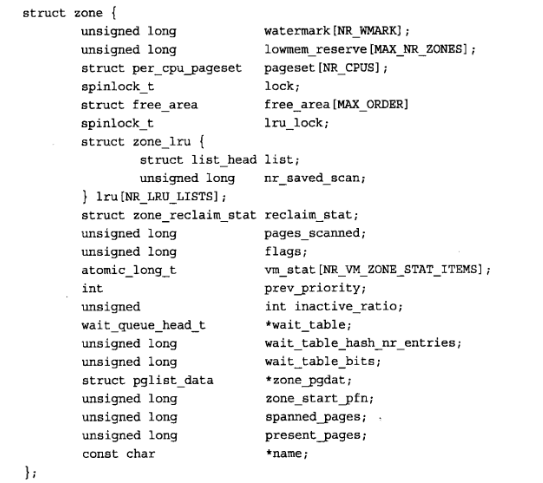 struct zone {
unsigned long watermark[NR_WMARK];
unsigned long lowmem_reserve[MAX_NR_ZONES];
struct per_cpu_pageset pageset[NR_CPUS];
spinlock_t lock;
struct free_area free_area[MAX_ORDER]
spinlock_t lru_lock;
struct zone_lru {
struct list_head list;
unsigned long nr_saved_scan;
} lru[NR_LRU_LISTS];
struct zone_reclaim_stat reclaim_stat;
unsigned long pages_scanned;
unsigned long flags;
atomic_long_t vm_stat[NR_VM_ZONE_STAT_ITEMS];
int prev_priority;
unsigned int inactive_ratio;
wait_queue_head_t *wait_table;
unsigned long wait_table_hash_nr_entries;
unsigned long wait_table_bits;
struct pglist_data *zone_pgdat;
unsigned long zone_start_pfn;
unsigned long spanned_pages;
unsigned long present_pages;
const char *name;
};